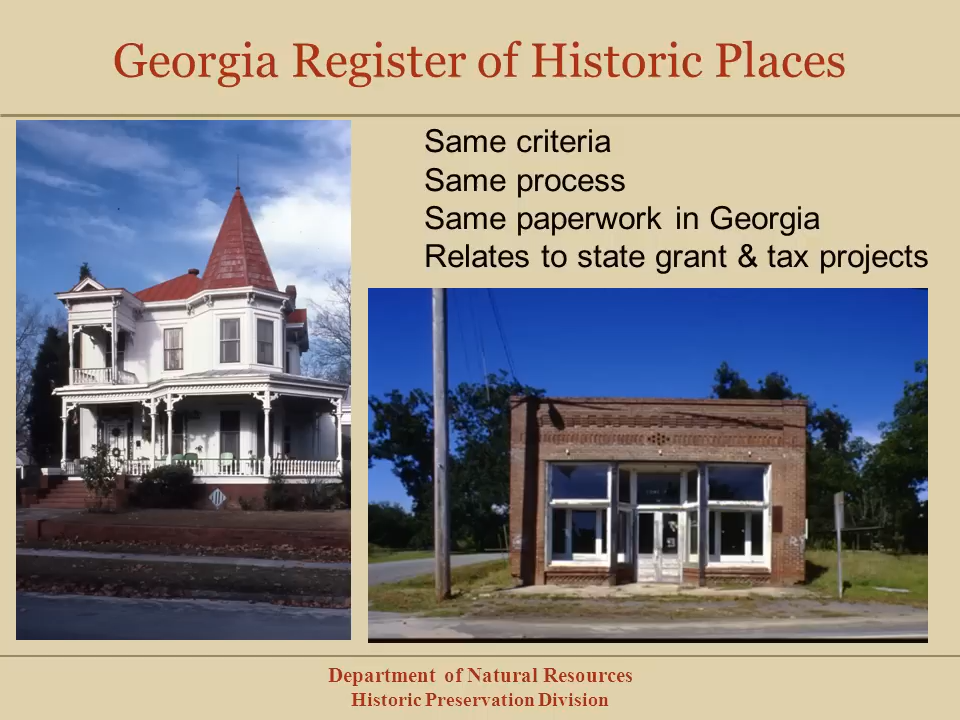 Georgia Register of Historic Places
Same criteria
Same process
Same paperwork in Georgia
Relates to state grant & tax projects
Department of Natural Resources
Historic Preservation Division